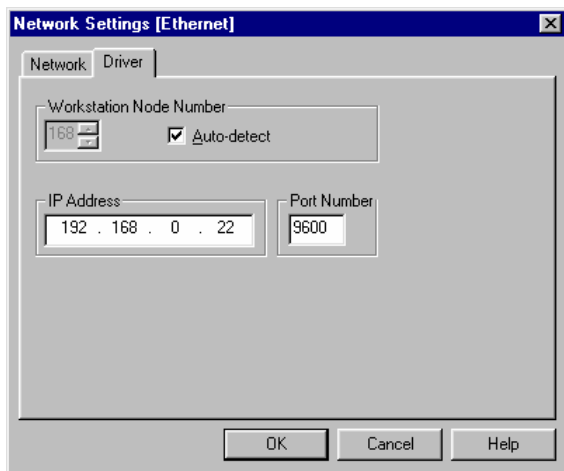 Network Settings [Ethernet]
Network Driver
Workstation Node Number
168 Auto-detect
IP Address Port Number
192 . 168 . 0 . 22 9600
OK Cancel Help